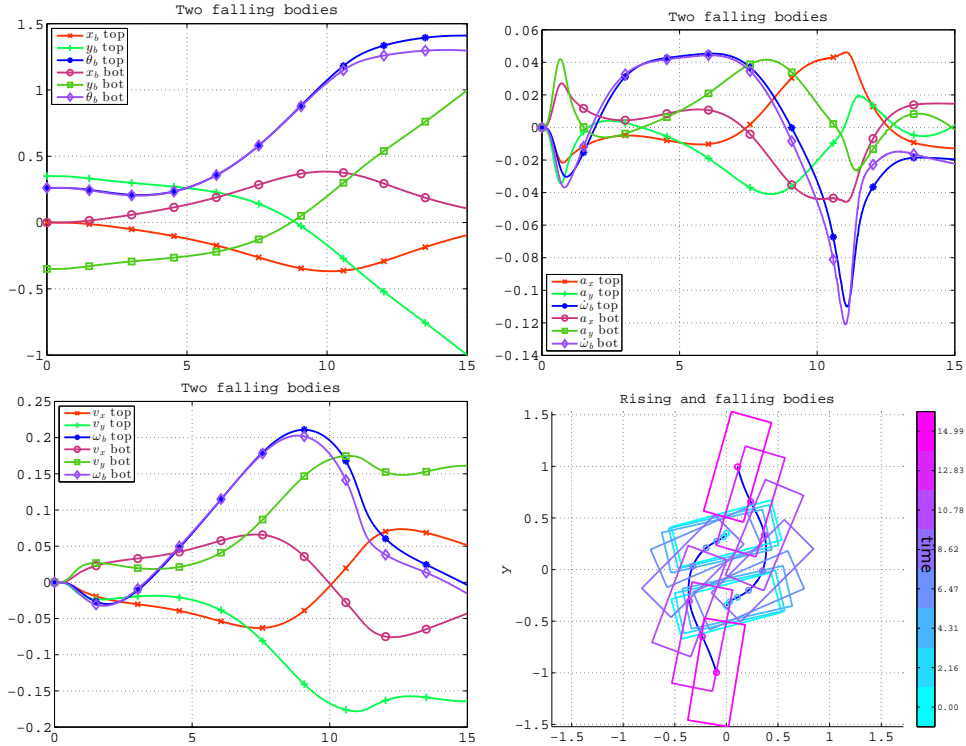 Two falling bodies
1.5
1
0.5
0
−0.5
−1
0
5
10
15
x_b top
y_b top
θ_b top
x_b bot
y_b bot
θ_b bot
Two falling bodies
0.06
0.04
0.02
0
−0.02
−0.04
−0.06
−0.08
−0.1
−0.12
−0.14
0
5
10
15
a_x top
a_y top
ω̇_b top
a_x bot
a_y bot
ω̇_b bot
Two falling bodies
0.25
0.2
0.15
0.1
0.05
0
−0.05
−0.1
−0.15
−0.2
0
5
10
15
v_x top
v_y top
ω_b top
v_x bot
v_y bot
ω_b bot
Rising and falling bodies
1.5
1
0.5
0
−0.5
−1
−1.5
Y
−1.5
−1
−0.5
0
0.5
1
1.5
time
14.99
12.83
10.78
8.62
6.47
4.31
2.16
0.00